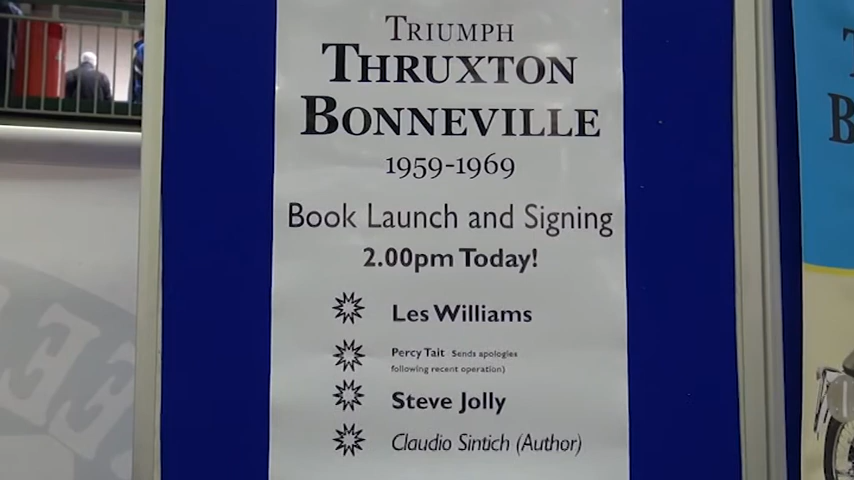 TRIUMPH
THRUXTON
BONNEVILLE
1959-1969
Book Launch and Signing
2.00pm Today!
Les Williams
Percy Tait Sends apologies
following recent operation)
Steve Jolly
Claudio Sintich (Author)